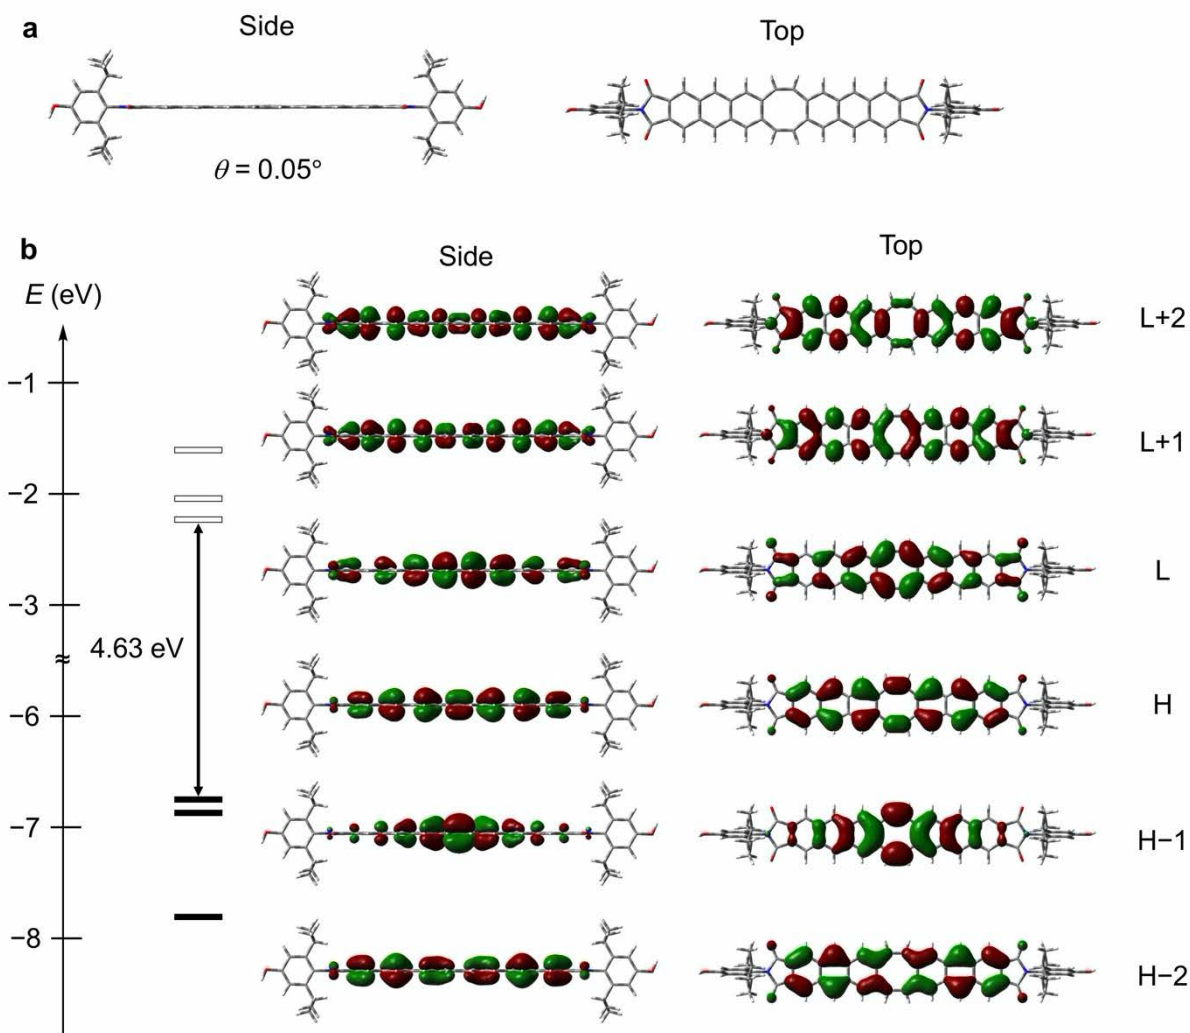 a
Side
Top
θ = 0.05°
b
Side
Top
E (eV)
L+2
−1
L+1
−2
L
−3
4.63 eV
≈
H
−6
−7
H−1
−8
H−2